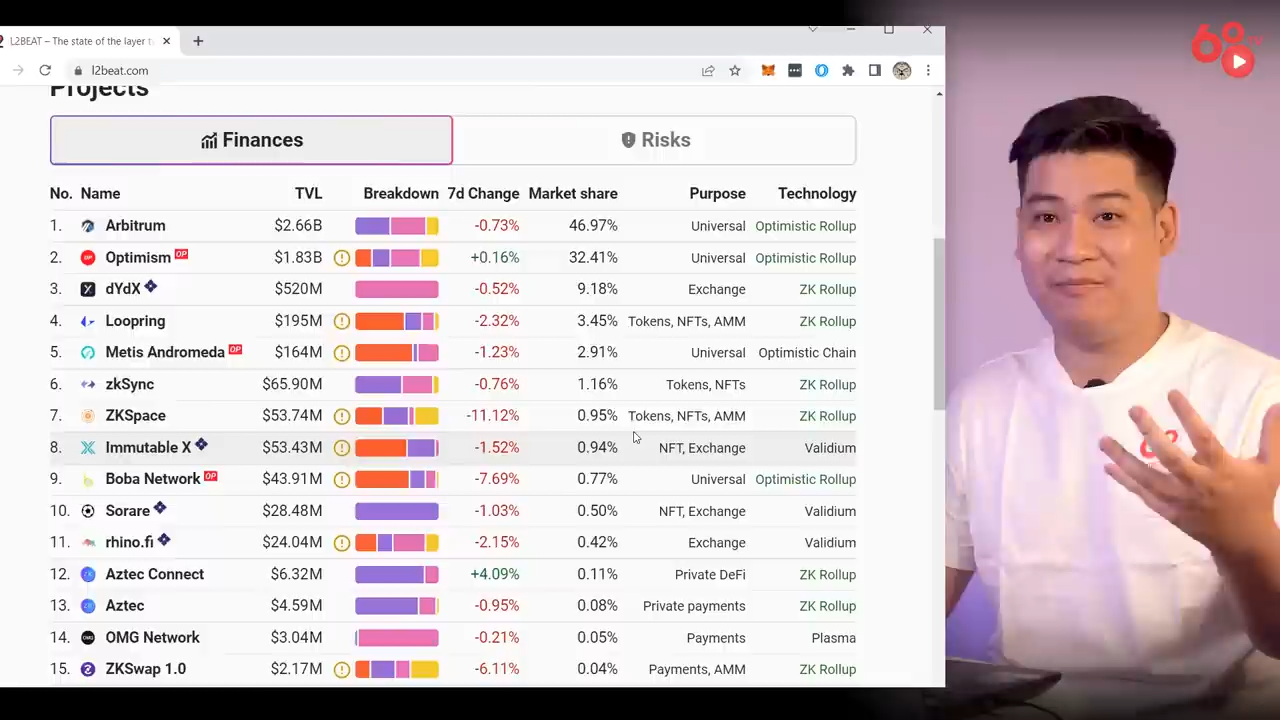 L2BEAT – The state of the layer t
l2beat.com
68 TV
Projects
Finances
Risks
No. Name TVL Breakdown 7d Change Market share Purpose Technology
1. Arbitrum $2.66B -0.73% 46.97% Universal Optimistic Rollup
2. Optimism OP $1.83B +0.16% 32.41% Universal Optimistic Rollup
3. dYdX $520M -0.52% 9.18% Exchange ZK Rollup
4. Loopring $195M -2.32% 3.45% Tokens, NFTs, AMM ZK Rollup
5. Metis Andromeda OP $164M -1.23% 2.91% Universal Optimistic Chain
6. zkSync $65.90M -0.76% 1.16% Tokens, NFTs ZK Rollup
7. ZKSpace $53.74M -11.12% 0.95% Tokens, NFTs, AMM ZK Rollup
8. Immutable X $53.43M -1.52% 0.94% NFT, Exchange Validium
9. Boba Network OP $43.91M -7.69% 0.77% Universal Optimistic Rollup
10. Sorare $28.48M -1.03% 0.50% NFT, Exchange Validium
11. rhino.fi $24.04M -2.15% 0.42% Exchange Validium
12. Aztec Connect $6.32M +4.09% 0.11% Private DeFi ZK Rollup
13. Aztec $4.59M -0.95% 0.08% Private payments ZK Rollup
14. OMG Network $3.04M -0.21% 0.05% Payments Plasma
15. ZKSwap 1.0 $2.17M -6.11% 0.04% Payments, AMM ZK Rollup